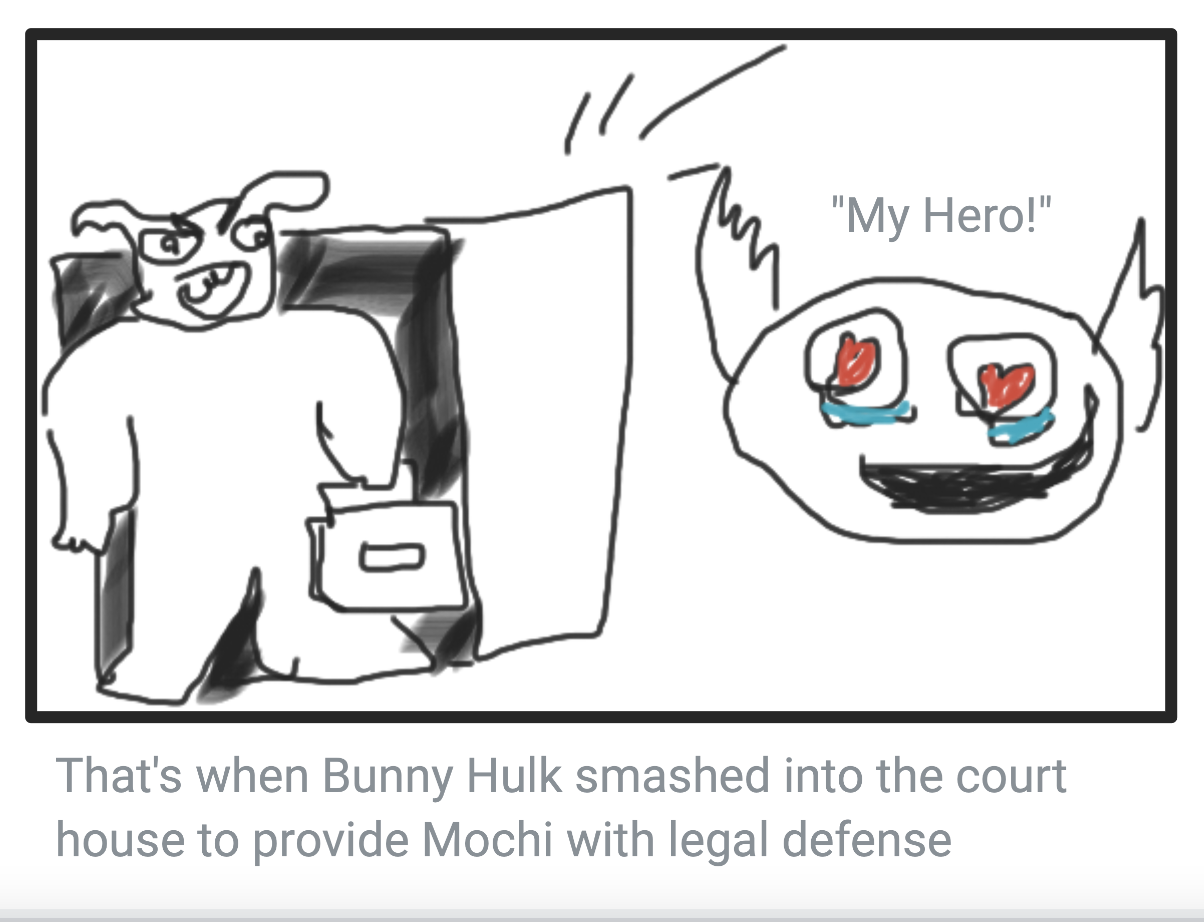 "My Hero!"
That's when Bunny Hulk smashed into the court
house to provide Mochi with legal defense